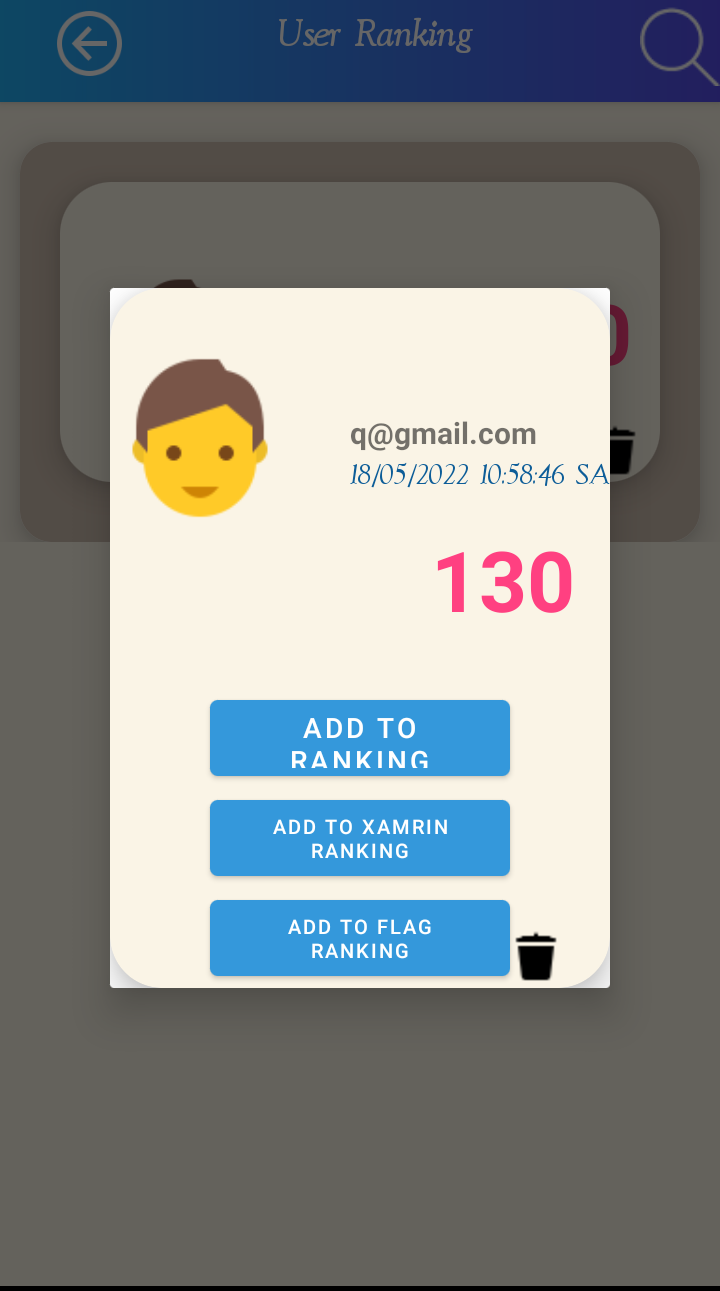 User Ranking
0
q@gmail.com
18/05/2022 10:58:46 SA
130
ADD TO
RANKING
ADD TO XAMRIN
RANKING
ADD TO FLAG
RANKING